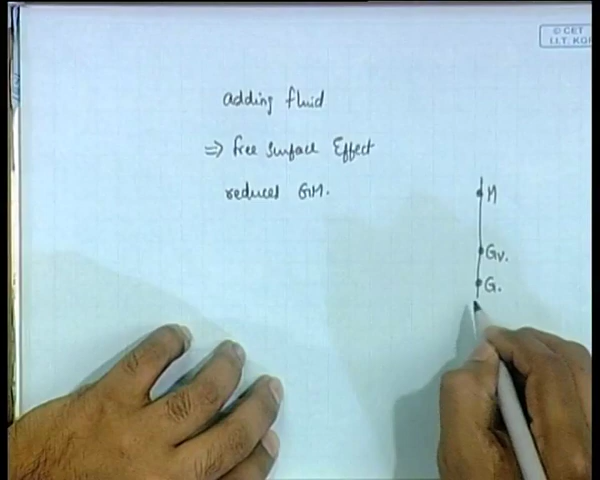 © CET
I.I.T. KGP
adding fluid
⇒ free surface Effect
reduces GM.
M
Gv.
G.